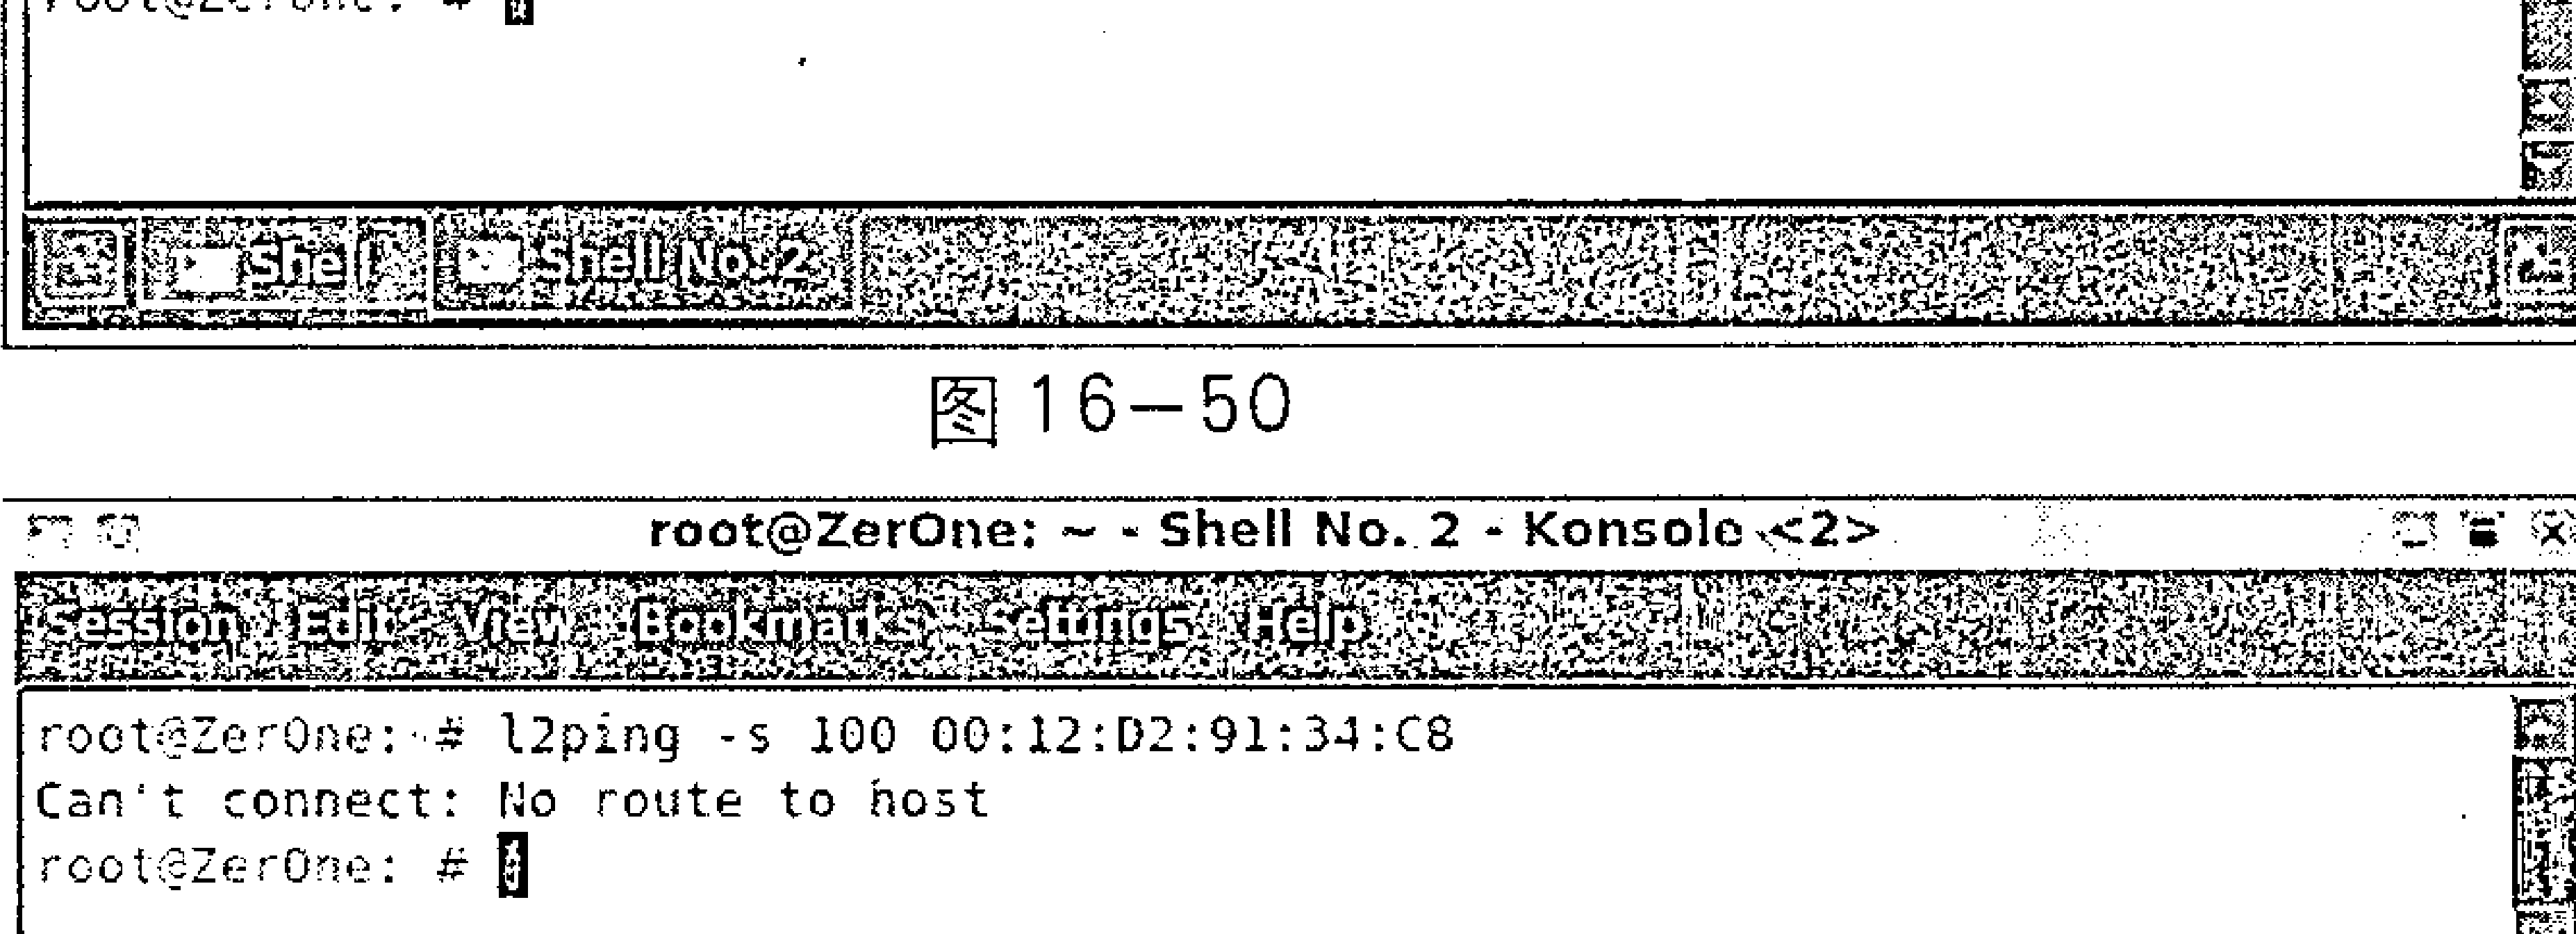 root@ZerOne: #
She
Shell No. 2
图 16-50
root@ZerOne: ~ - Shell No. 2 - Konsole <2>
Session Edit View Bookmarks Settings Help
root@ZerOne:~# l2ping -s 100 00:12:D2:91:34:C8
Can't connect: No route to host
root@ZerOne: #